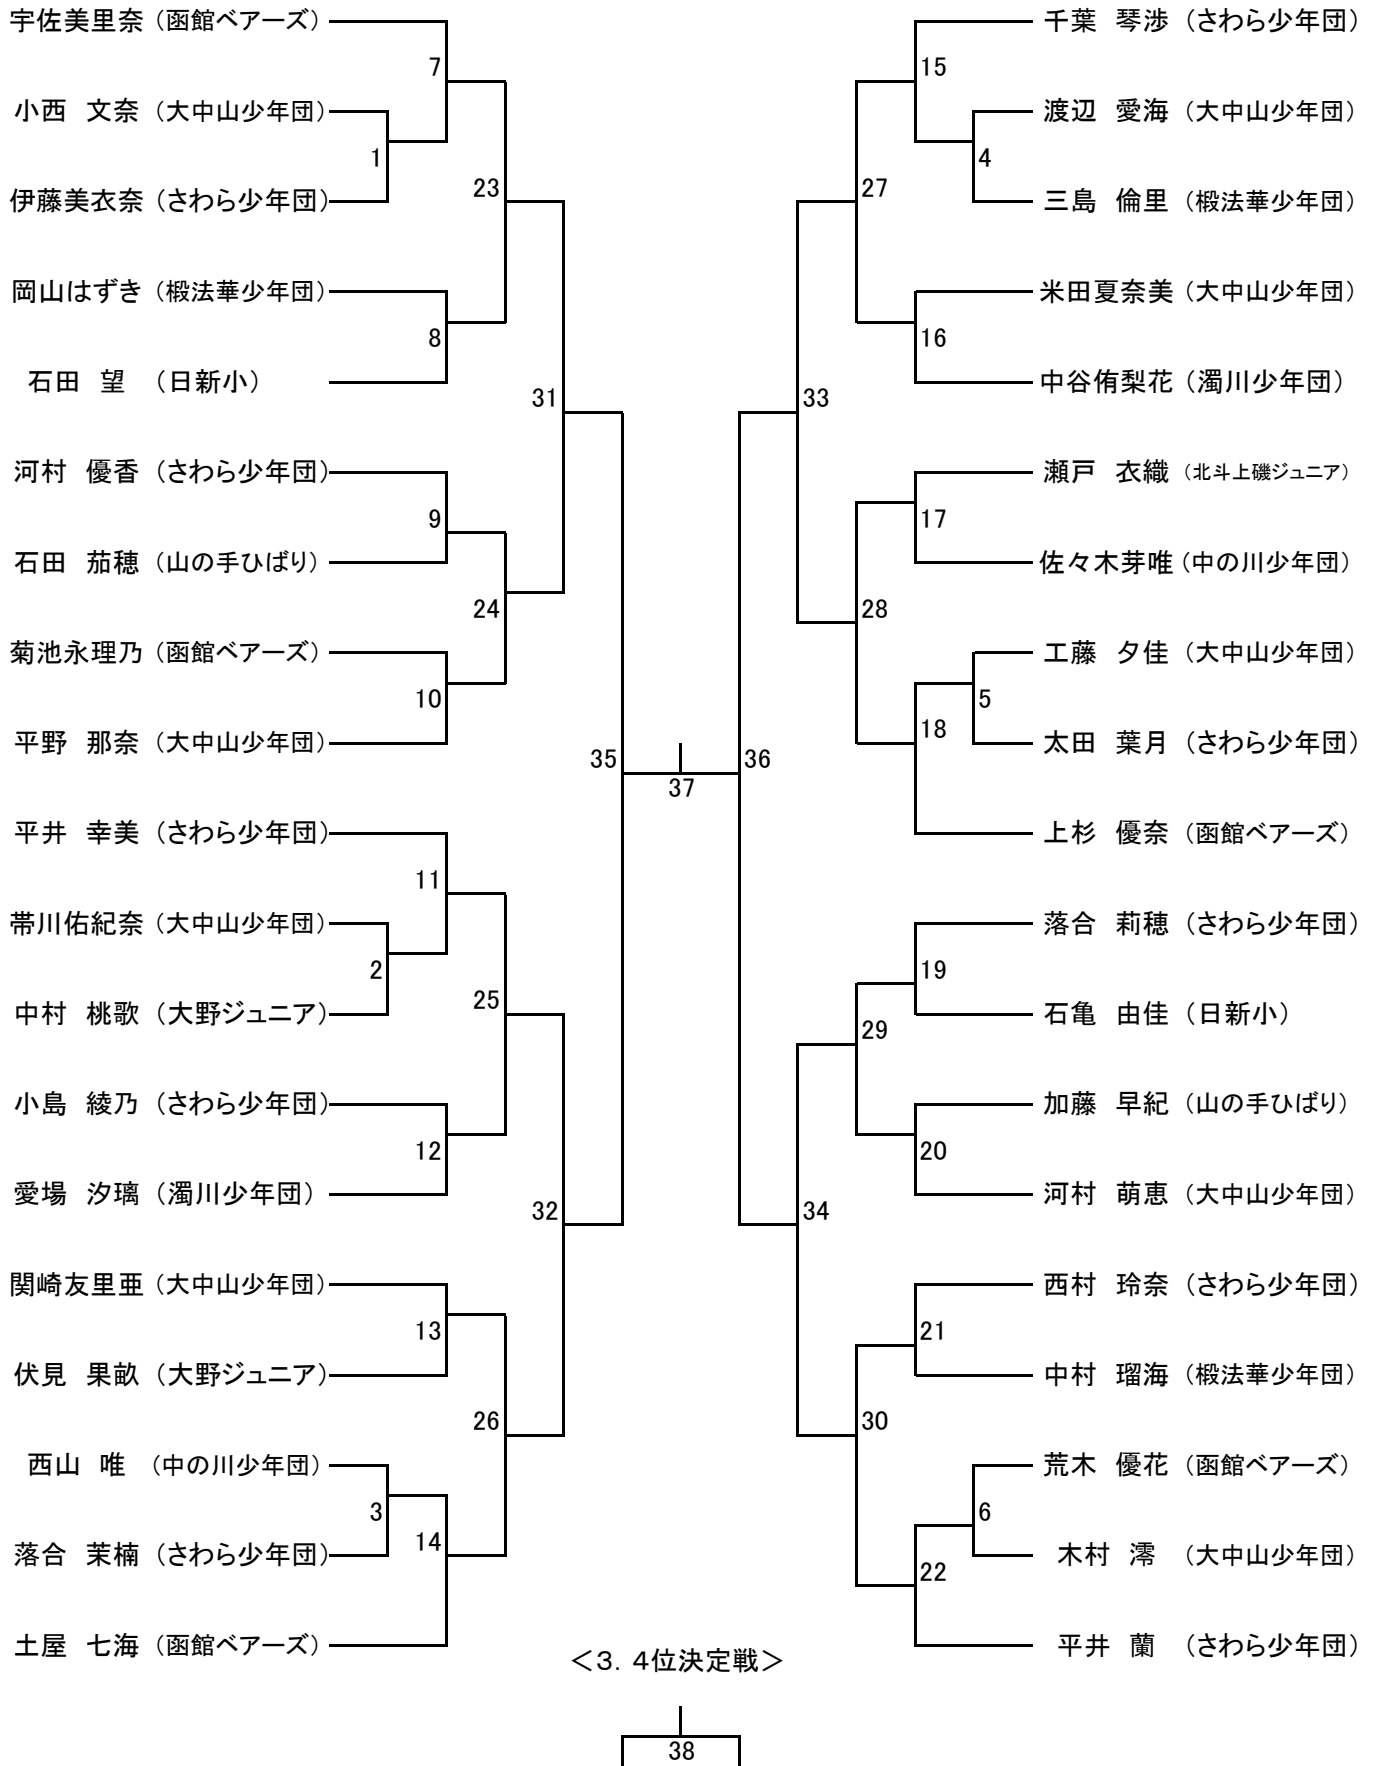 宇佐美里奈（函館ベアーズ）
7
小西　文奈（大中山少年団）
1
伊藤美衣奈（さわら少年団）
23
岡山はずき（椴法華少年団）
8
石田　望　（日新小）
31
河村　優香（さわら少年団）
9
石田　茄穂（山の手ひばり）
24
菊池永理乃（函館ベアーズ）
10
平野　那奈（大中山少年団）
35
平井　幸美（さわら少年団）
11
帯川佑紀奈（大中山少年団）
2
中村　桃歌（大野ジュニア）
25
小島　綾乃（さわら少年団）
12
愛場　汐璃（濁川少年団）
32
関崎友里亜（大中山少年団）
13
伏見　果畝（大野ジュニア）
26
西山　唯　（中の川少年団）
3
落合　茉楠（さわら少年団）
14
土屋　七海（函館ベアーズ）
37
千葉　琴渉（さわら少年団）
15
渡辺　愛海（大中山少年団）
4
三島　倫里（椴法華少年団）
27
米田夏奈美（大中山少年団）
16
中谷侑梨花（濁川少年団）
33
瀬戸　衣織（北斗上磯ジュニア）
17
佐々木芽唯（中の川少年団）
28
工藤　夕佳（大中山少年団）
5
太田　葉月（さわら少年団）
18
上杉　優奈（函館ベアーズ）
36
落合　莉穂（さわら少年団）
19
石亀　由佳（日新小）
29
加藤　早紀（山の手ひばり）
20
河村　萌恵（大中山少年団）
34
西村　玲奈（さわら少年団）
21
中村　瑠海（椴法華少年団）
30
荒木　優花（函館ベアーズ）
6
木村　澪　（大中山少年団）
22
平井　蘭　（さわら少年団）
＜3．4位決定戦＞
38